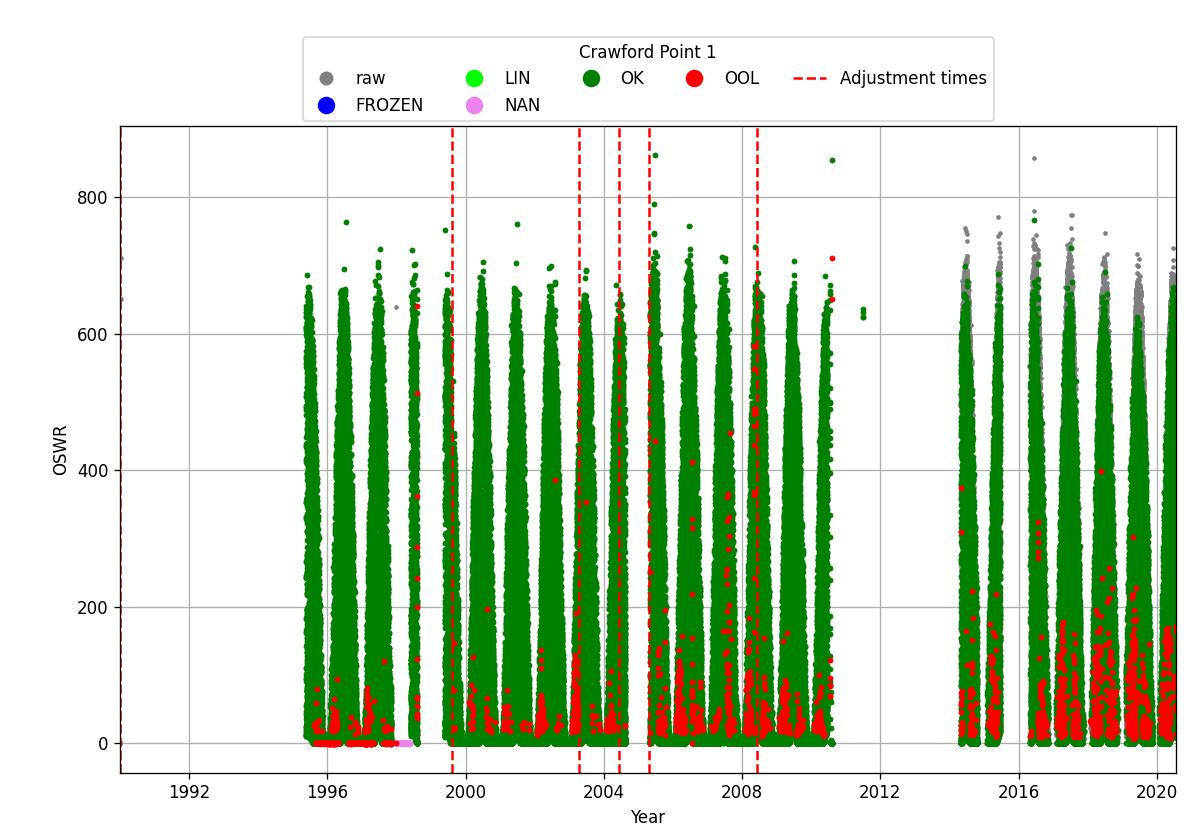 Crawford Point 1
raw LIN OK OOL Adjustment times
FROZEN NAN
800
600
400
200
0
OSWR
1992 1996 2000 2004 2008 2012 2016 2020
Year